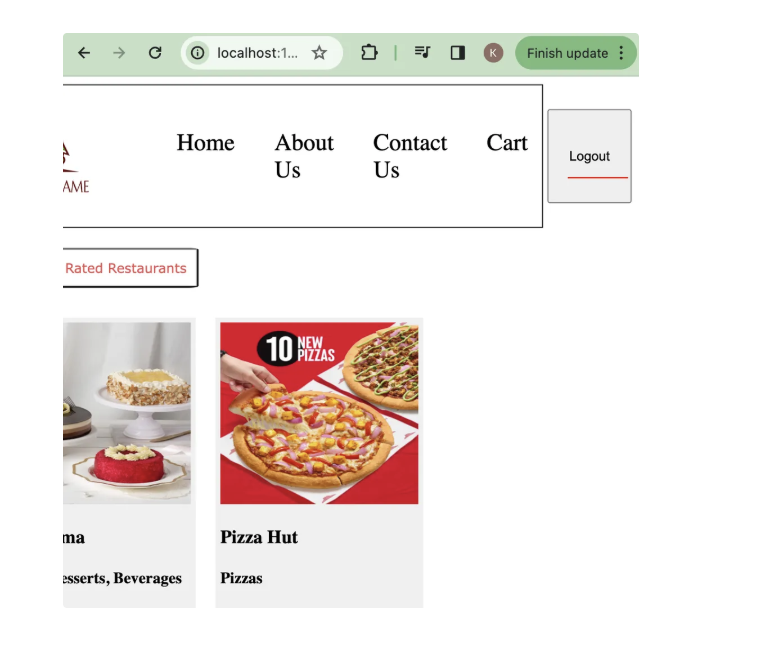 localhost:1...
K
Finish update
AME
Home
About
Us
Contact
Us
Cart
Logout
Rated Restaurants
10 NEW
PIZZAS
ma
esserts, Beverages
Pizza Hut
Pizzas